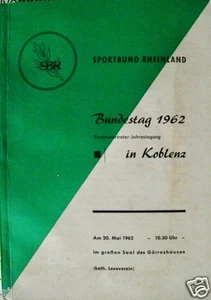 SBR
SPORTBUND RHEINLAND
Bundestag 1962
in Koblenz
Am 20. Mai 1962 – 10.30 Uhr –
im großen Saal des Görreshauses
(kath. Leseverein)